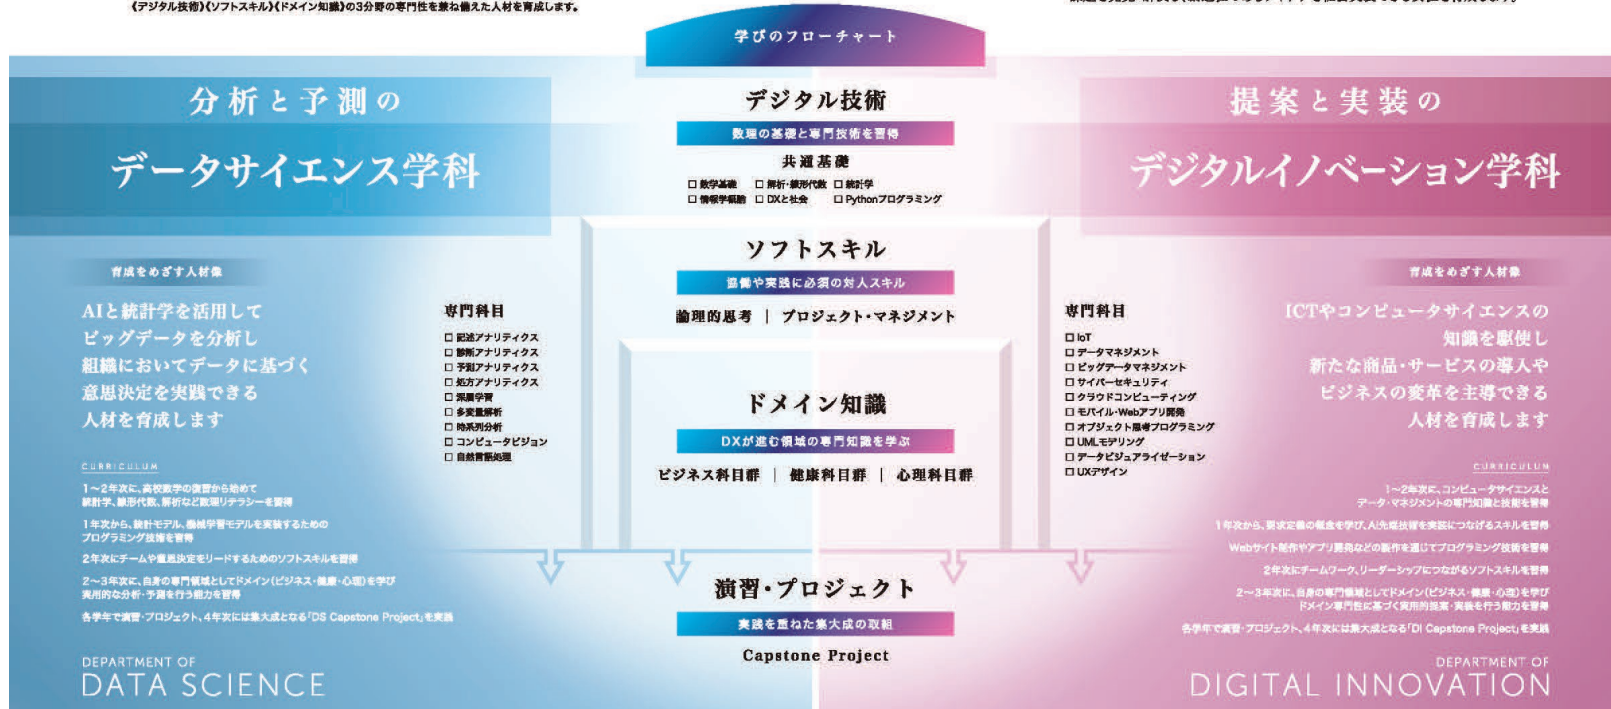 《デジタル技術》《ソフトスキル》《ドメイン知識》の3分野の専門性を兼ね備えた人材を育成します。
学びのフローチャート
分析と予測の
データサイエンス学科
育成をめざす人材像
AIと統計学を活用して
ビッグデータを分析し
組織においてデータに基づく
意思決定を実践できる
人材を育成します
CURRICULUM
1～2年次に、高校数学の復習から始めて
統計学、線形代数、解析など数理リテラシーを習得
1年次から、統計モデル、機械学習モデルを実装するための
プログラミング技術を習得
2年次にチームや意思決定をリードするためのソフトスキルを習得
2～3年次に、自身の専門領域としてドメイン(ビジネス・健康・心理)を学び
実用的な分析・予測を行う能力を習得
各学年で演習・プロジェクト、4年次には集大成となる「DS Capstone Project」を実践
DEPARTMENT OF
DATA SCIENCE
専門科目
□ 記述アナリティクス
□ 診断アナリティクス
□ 予測アナリティクス
□ 処方アナリティクス
□ 深層学習
□ 多変量解析
□ 時系列分析
□ コンピュータビジョン
□ 自然言語処理
デジタル技術
数理の基礎と専門技術を習得
共通基礎
□ 数学基礎 □ 解析・線形代数 □ 統計学
□ 情報学概論 □ DXと社会 □ Pythonプログラミング
ソフトスキル
協働や実践に必須の対人スキル
論理的思考 | プロジェクト・マネジメント
ドメイン知識
DXが進む領域の専門知識を学ぶ
ビジネス科目群 | 健康科目群 | 心理科目群
演習・プロジェクト
実践を重ねた集大成の取組
Capstone Project
提案と実装の
デジタルイノベーション学科
専門科目
□ IoT
□ データマネジメント
□ ビッグデータマネジメント
□ サイバーセキュリティ
□ クラウドコンピューティング
□ モバイル・Webアプリ開発
□ オブジェクト思考プログラミング
□ UMLモデリング
□ データビジュアライゼーション
□ UXデザイン
育成をめざす人材像
ICTやコンピュータサイエンスの
知識を駆使し
新たな商品・サービスの導入や
ビジネスの変革を主導できる
人材を育成します
CURRICULUM
1～2年次に、コンピュータサイエンスと
データ・マネジメントの専門知識と技能を習得
1年次から、要求定義の概念を学び、AI先端技術を実装につなげるスキルを習得
Webサイト制作やアプリ開発などの製作を通じてプログラミング技術を習得
2年次にチームワーク、リーダーシップにつながるソフトスキルを習得
2～3年次に、自身の専門領域としてドメイン(ビジネス・健康・心理)を学び
ドメイン専門性に基づく実用的提案・実装を行う能力を習得
各学年で演習・プロジェクト、4年次には集大成となる「DI Capstone Project」を実践
DEPARTMENT OF
DIGITAL INNOVATION